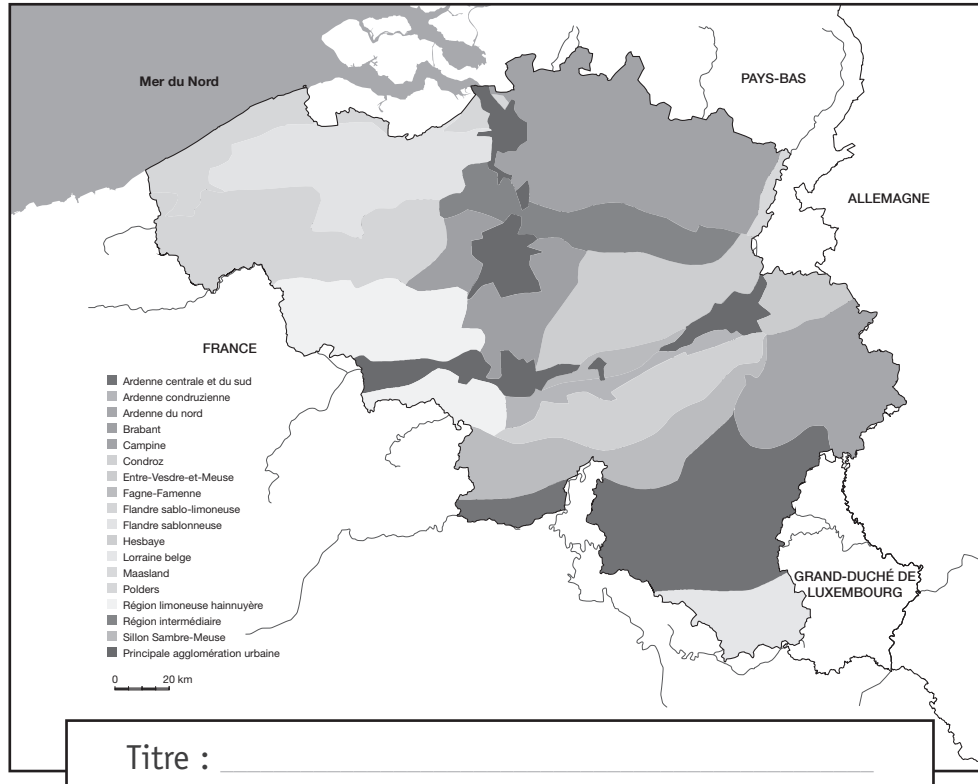 Mer du Nord
PAYS-BAS
ALLEMAGNE
FRANCE
Ardenne centrale et du sud
Ardenne condruzienne
Ardenne du nord
Brabant
Campine
Condroz
Entre-Vesdre-et-Meuse
Fagne-Famenne
Flandre sablo-limoneuse
Flandre sablonneuse
Hesbaye
Lorraine belge
Maasland
Polders
Région limoneuse hainnuyère
Région intermédiaire
Sillon Sambre-Meuse
Principale agglomération urbaine
0 20 km
GRAND-DUCHÉ DE
LUXEMBOURG
Titre :